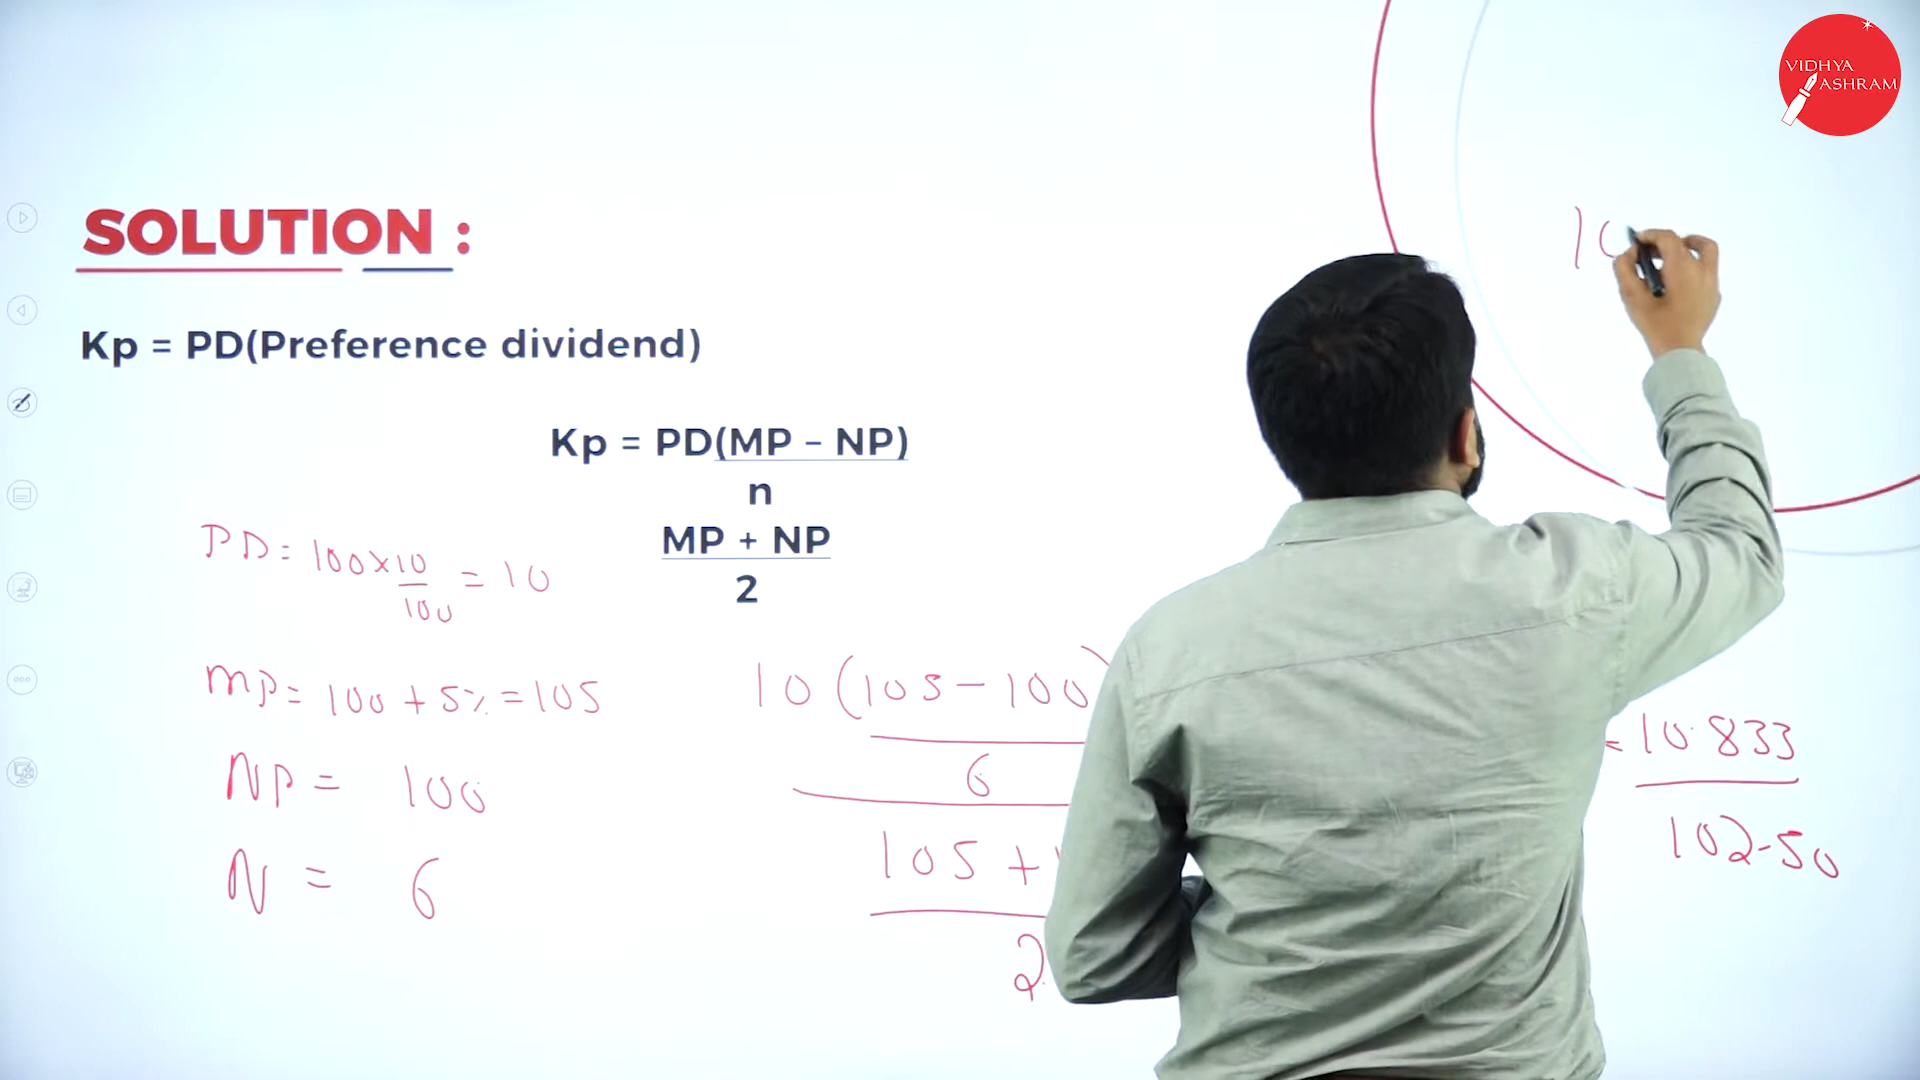 VIDHYA
ASHRAM
SOLUTION :
Kp = PD(Preference dividend)
Kp = PD(MP – NP)
n
MP + NP
2
PD = 100 × 10 = 10
100
MP = 100 + 5% = 105
NP = 100
N = 6
10 (105 – 100)
6
105 +
2
= 10.833
102-50
10